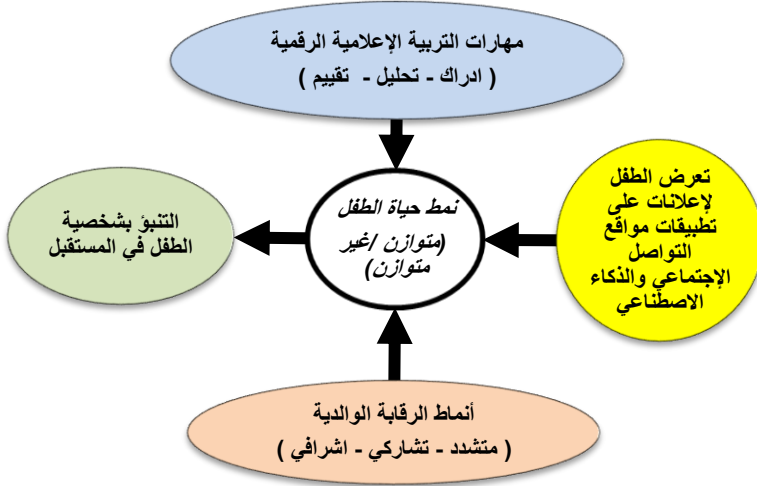 مهارات التربية الإعلامية الرقمية
( ادراك - تحليل - تقييم )
تعرض الطفل
لإعلانات على
تطبيقات مواقع
التواصل
الإجتماعي والذكاء
الاصطناعي
نمط حياة الطفل
(متوازن /غير
متوازن)
التنبؤ بشخصية
الطفل في المستقبل
أنماط الرقابة الوالدية
( متشدد - تشاركي - اشرافي )